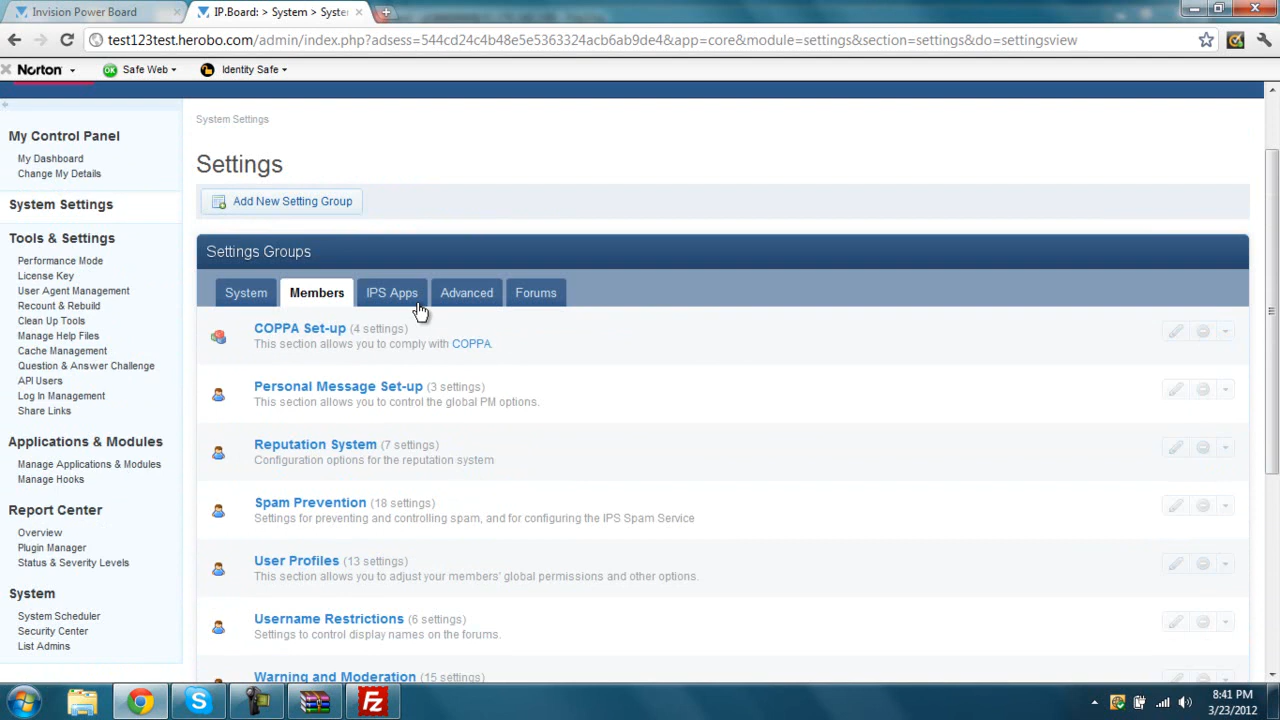 Invision Power Board
IP.Board: > System > Syster
test123test.herobo.com/admin/index.php?adsess=544cd24c4b48e5e5363324acb6ab9de4&app=core&module=settings&section=settings&do=settingsview
Norton
OK Safe Web
Identity Safe
My Control Panel
My Dashboard
Change My Details
System Settings
Tools & Settings
Performance Mode
License Key
User Agent Management
Recount & Rebuild
Clean Up Tools
Manage Help Files
Cache Management
Question & Answer Challenge
API Users
Log In Management
Share Links
Applications & Modules
Manage Applications & Modules
Manage Hooks
Report Center
Overview
Plugin Manager
Status & Severity Levels
System
System Scheduler
Security Center
List Admins
System Settings
Settings
Add New Setting Group
Settings Groups
System
Members
IPS Apps
Advanced
Forums
COPPA Set-up (4 settings)
This section allows you to comply with COPPA.
Personal Message Set-up (3 settings)
This section allows you to control the global PM options.
Reputation System (7 settings)
Configuration options for the reputation system
Spam Prevention (18 settings)
Settings for preventing and controlling spam, and for configuring the IPS Spam Service
User Profiles (13 settings)
This section allows you to adjust your members' global permissions and other options.
Username Restrictions (6 settings)
Settings to control display names on the forums.
Warning and Moderation (15 settings)
8:41 PM
3/23/2012